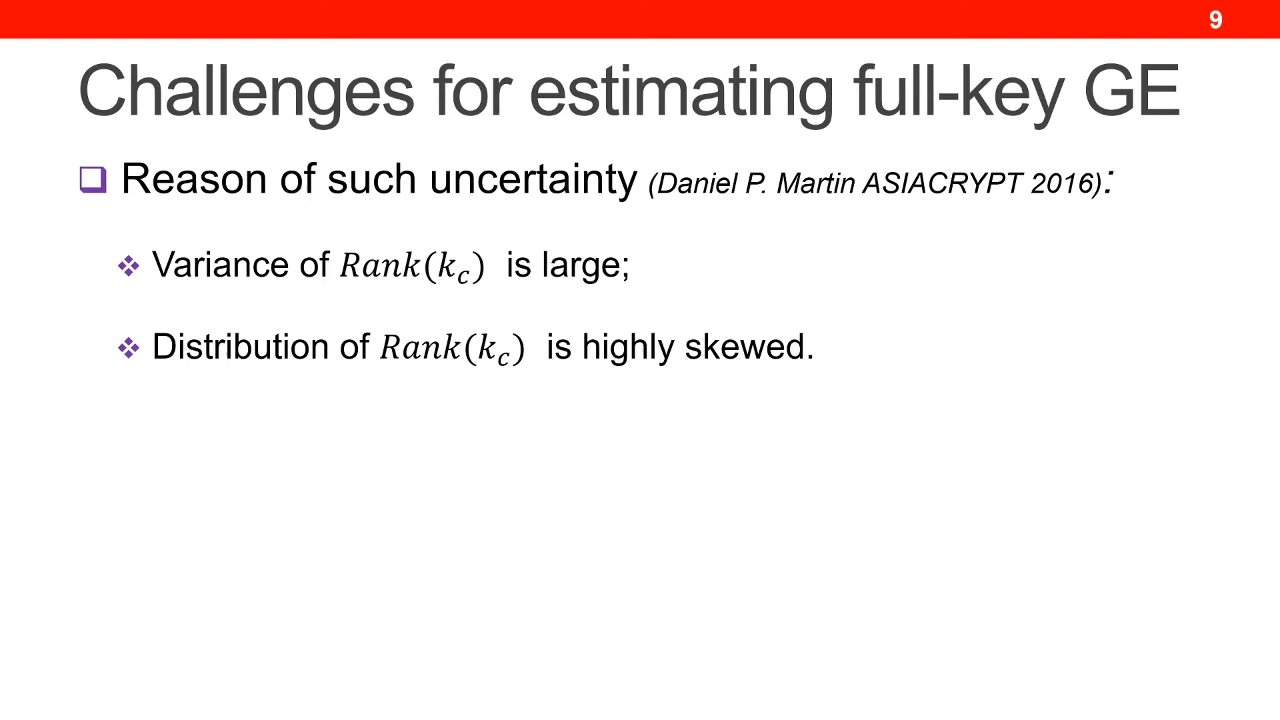 9
Challenges for estimating full-key GE
Reason of such uncertainty (Daniel P. Martin ASIACRYPT 2016):
Variance of Rank(k_c) is large;
Distribution of Rank(k_c) is highly skewed.